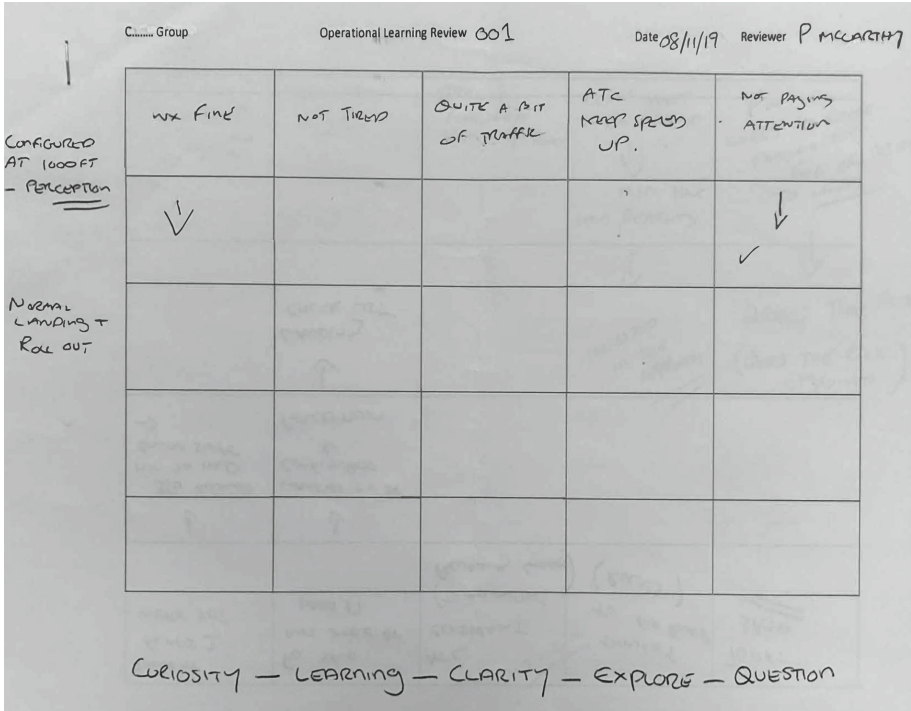 C....... Group Operational Learning Review 001 Date 08/11/19 Reviewer P MCCARTHY
WX FINE
NOT TIRED
QUITE A BIT
OF TRAFFIC
ATC
KEEP SPEED
UP.
NOT PAYING
ATTENTION
CONFIGURED
AT 1000FT
- PERCEPTION
NORMAL
LANDING +
ROLL OUT
CURIOSITY – LEARNING – CLARITY – EXPLORE – QUESTION